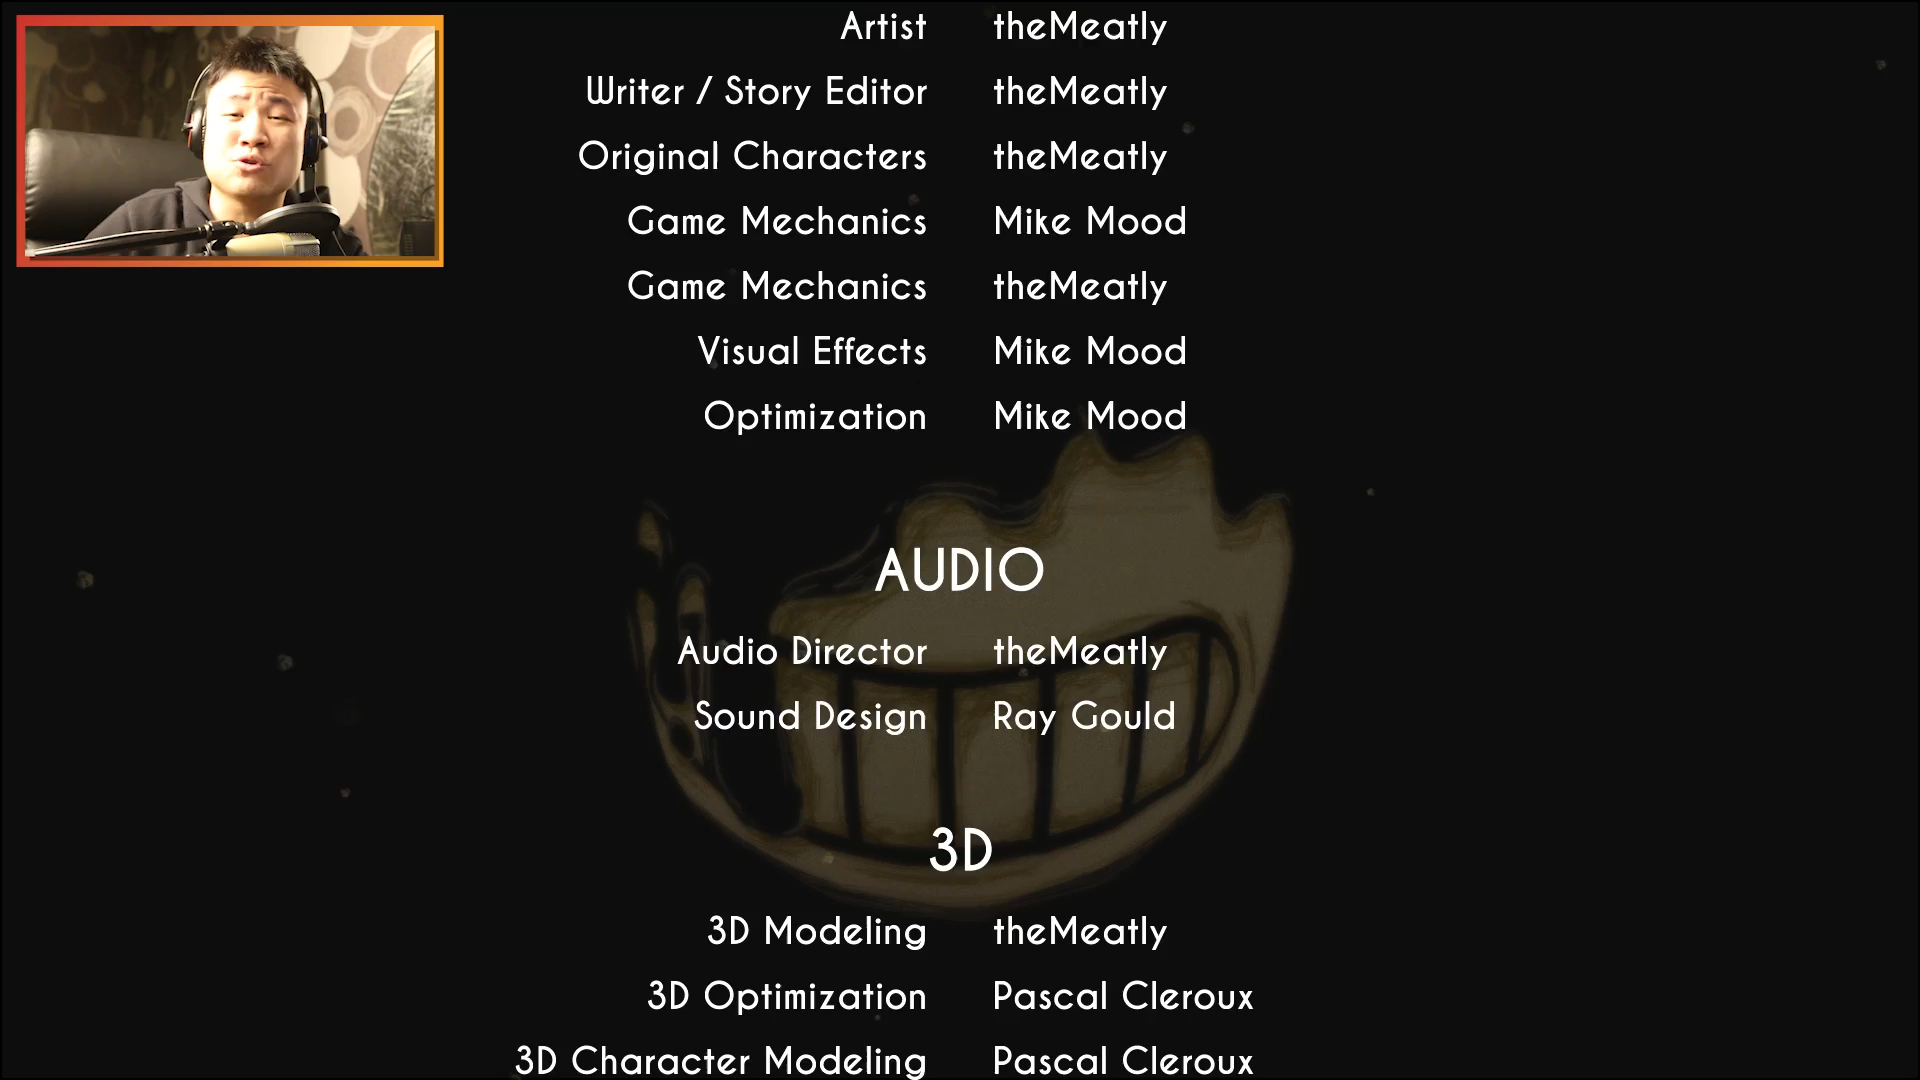 Artist theMeatly
Writer / Story Editor theMeatly
Original Characters theMeatly
Game Mechanics Mike Mood
Game Mechanics theMeatly
Visual Effects Mike Mood
Optimization Mike Mood
AUDIO
Audio Director theMeatly
Sound Design Ray Gould
3D
3D Modeling theMeatly
3D Optimization Pascal Cleroux
3D Character Modeling Pascal Cleroux